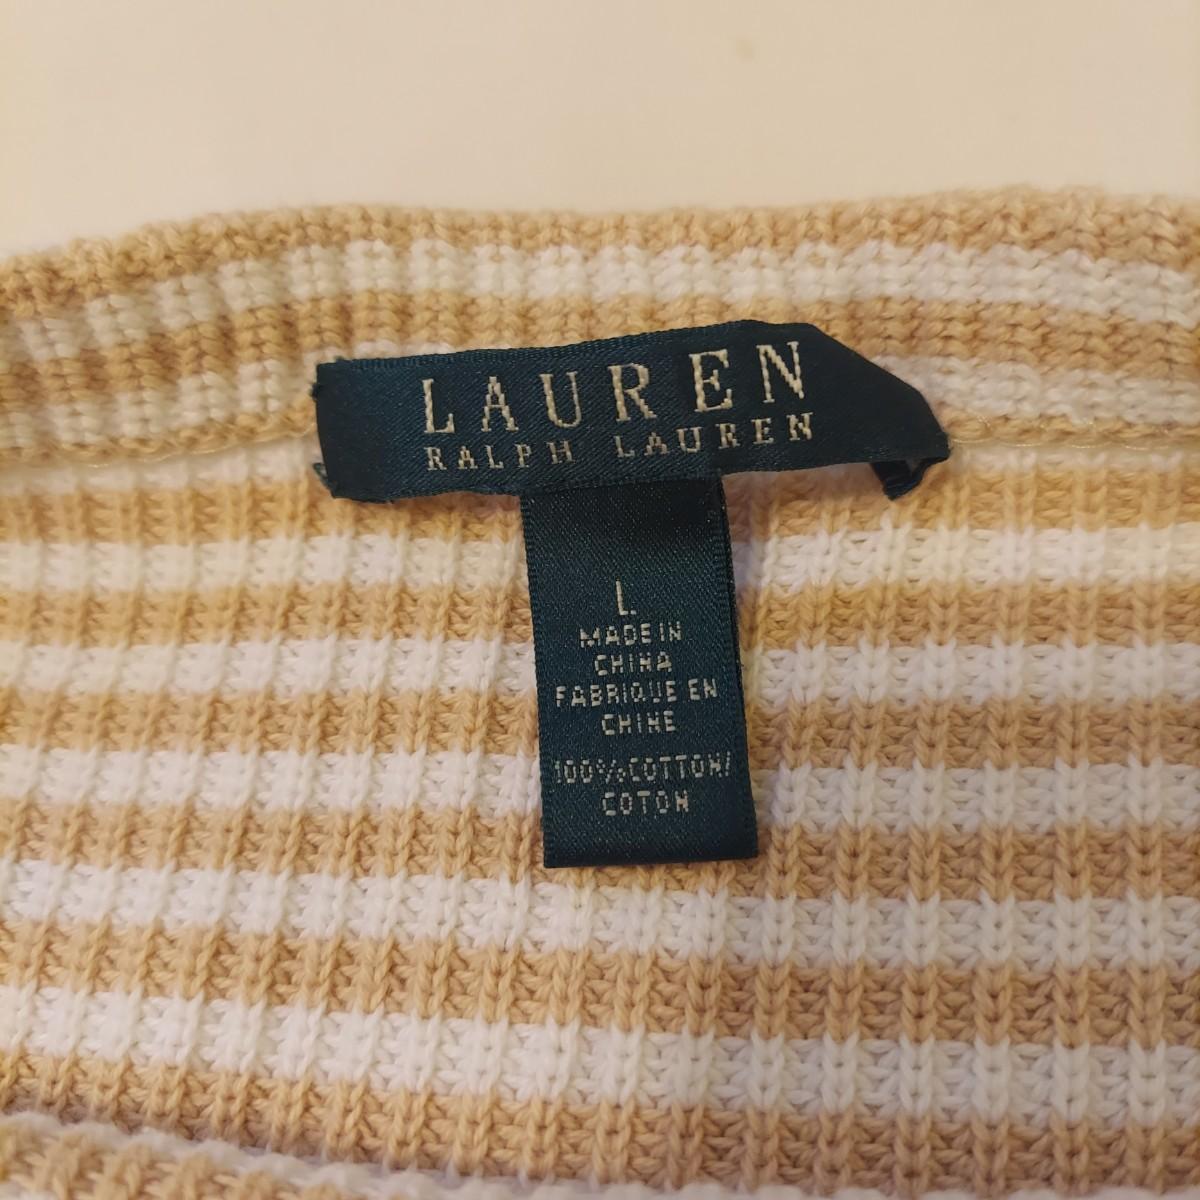 LAUREN
RALPH LAUREN
L
MADE IN
CHINA
FABRIQUE EN
CHINE
100% COTTON/
COTON